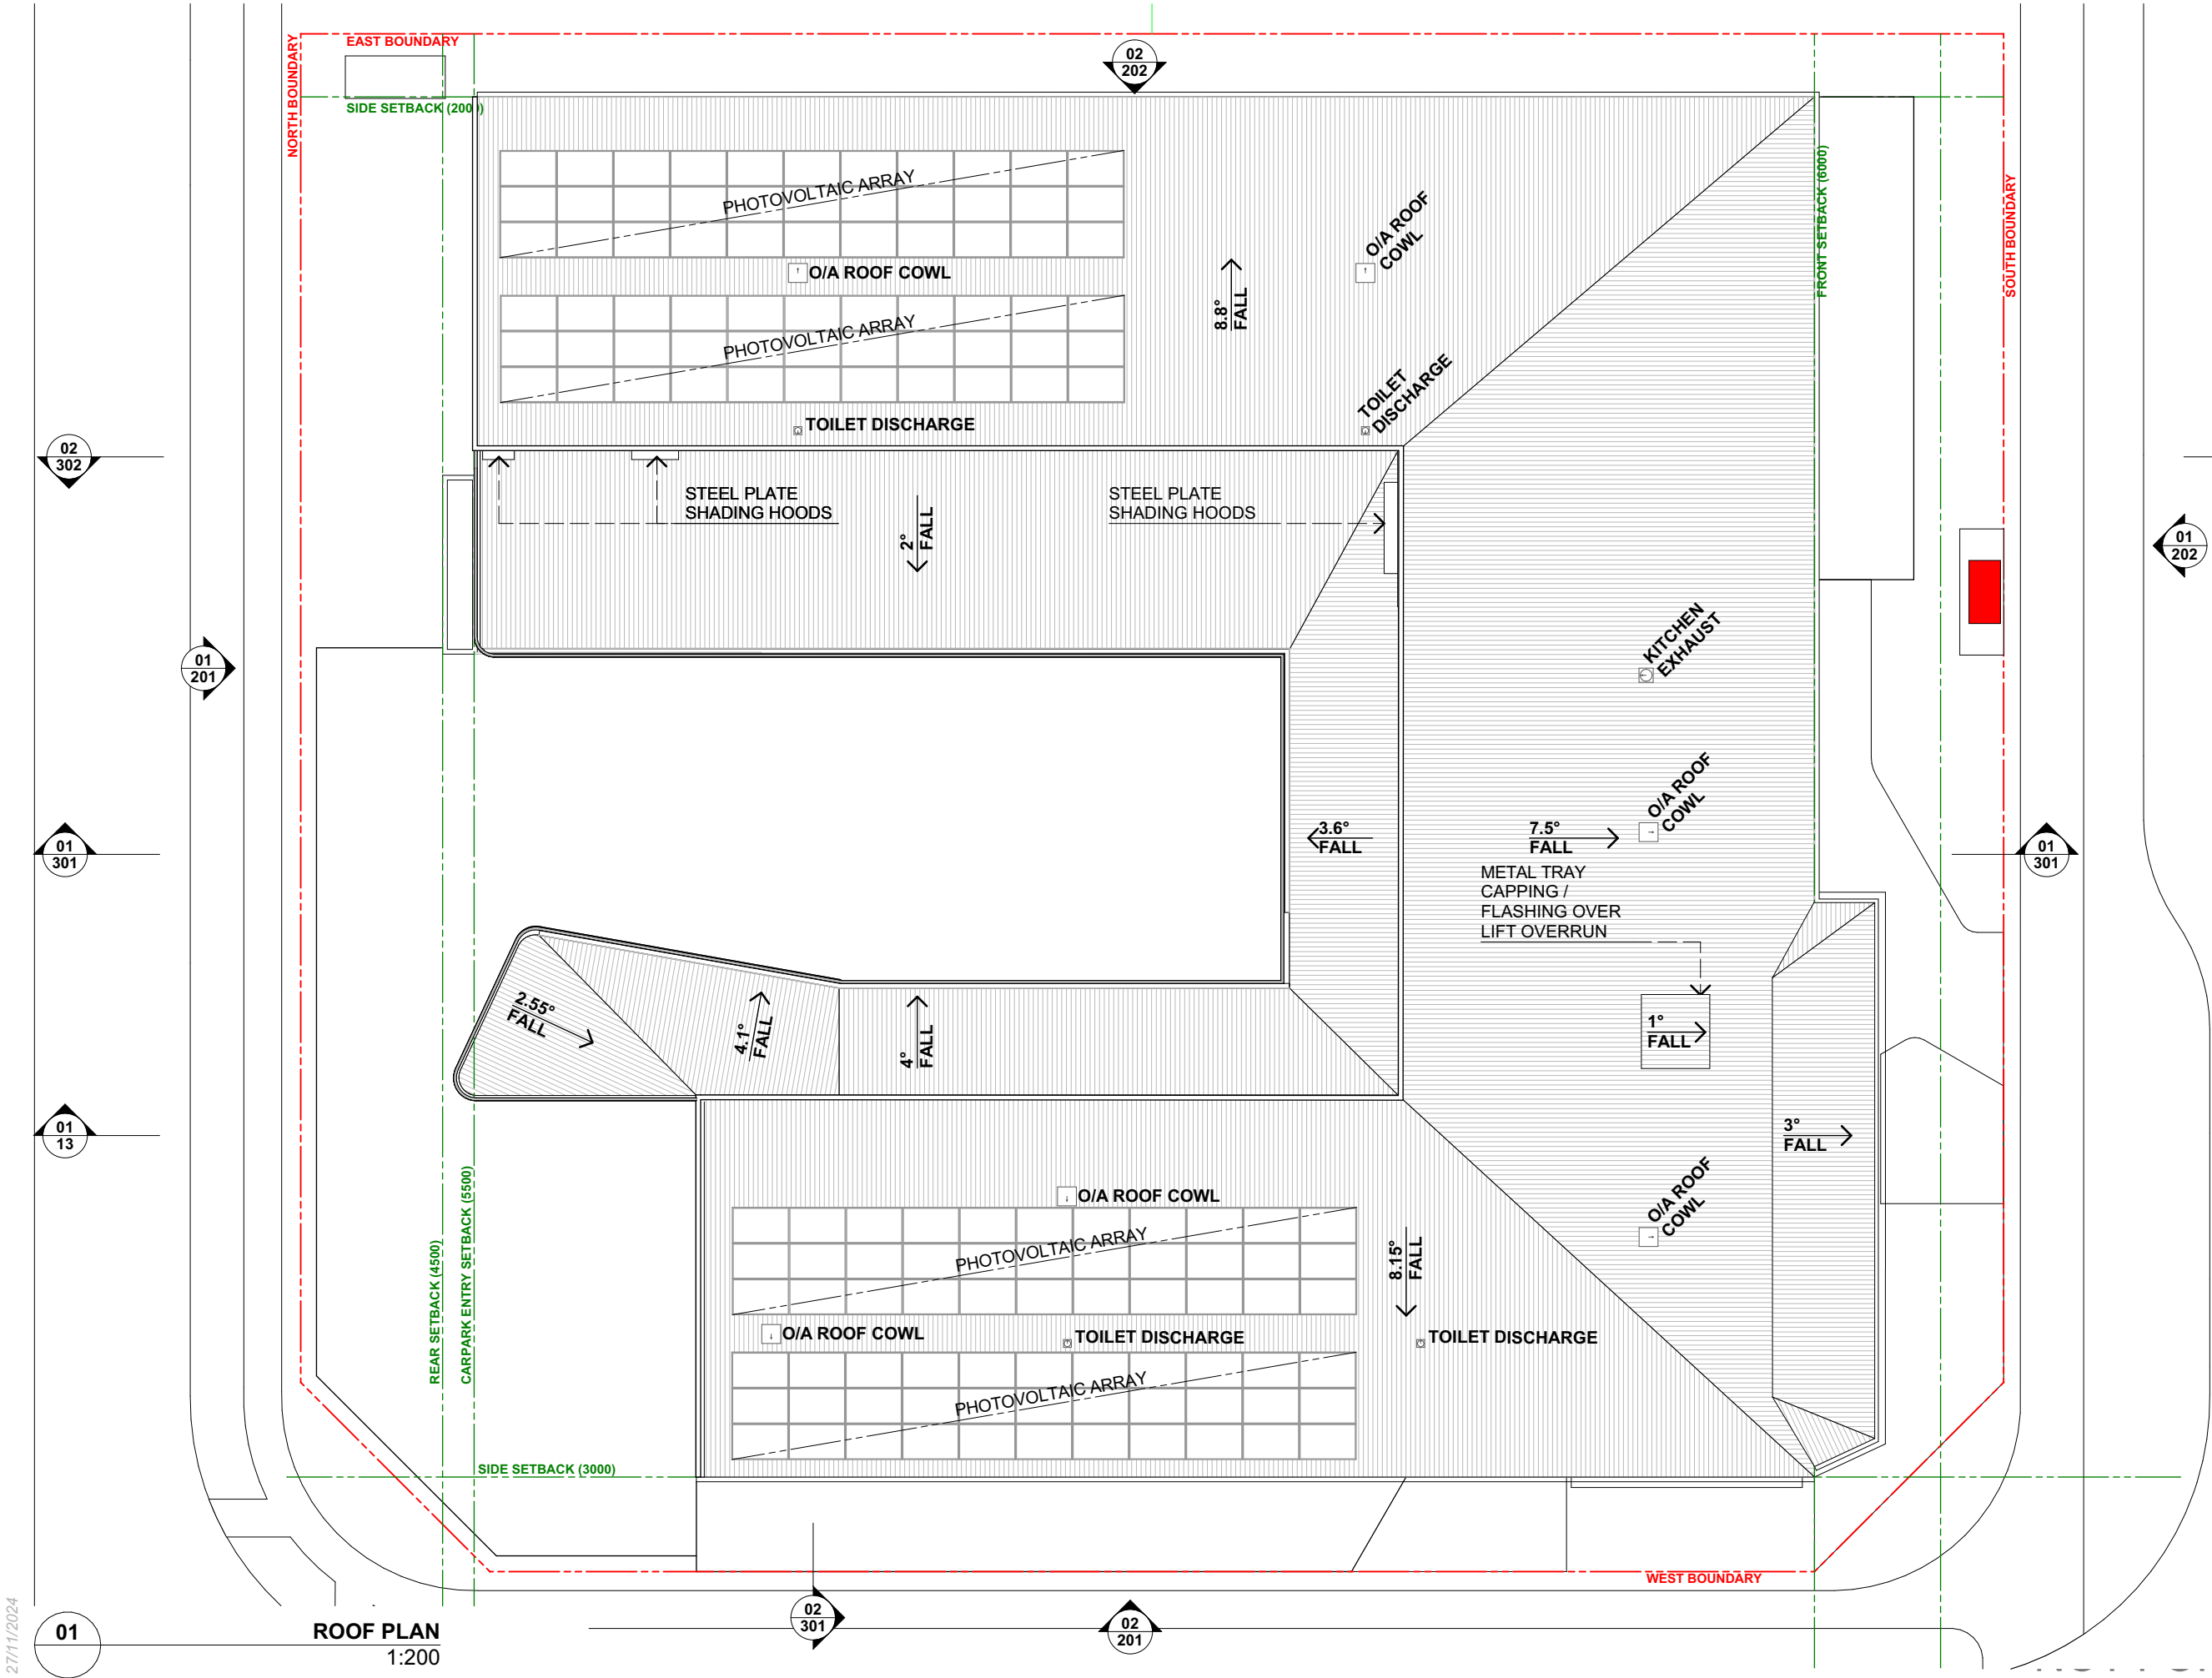 EAST BOUNDARY
NORTH BOUNDARY
SIDE SETBACK (2000)
02
202
PHOTOVOLTAIC ARRAY
O/A ROOF COWL
PHOTOVOLTAIC ARRAY
TOILET DISCHARGE
8.8°
FALL
O/A ROOF
COWL
TOILET
DISCHARGE
FRONT SETBACK (6000)
SOUTH BOUNDARY
02
302
STEEL PLATE
SHADING HOODS
2°
FALL
STEEL PLATE
SHADING HOODS
01
202
01
201
KITCHEN
EXHAUST
O/A ROOF
COWL
01
301
3.6°
FALL
7.5°
FALL
01
301
METAL TRAY
CAPPING /
FLASHING OVER
LIFT OVERRUN
2.55°
FALL
4.1°
FALL
4°
FALL
1°
FALL
01
13
3°
FALL
O/A ROOF
COWL
O/A ROOF COWL
PHOTOVOLTAIC ARRAY
8.15°
FALL
O/A ROOF COWL
TOILET DISCHARGE
TOILET DISCHARGE
PHOTOVOLTAIC ARRAY
REAR SETBACK (4500)
CARPARK ENTRY SETBACK (5500)
SIDE SETBACK (3000)
WEST BOUNDARY
02
301
02
201
27/11/2024
01
ROOF PLAN
1:200